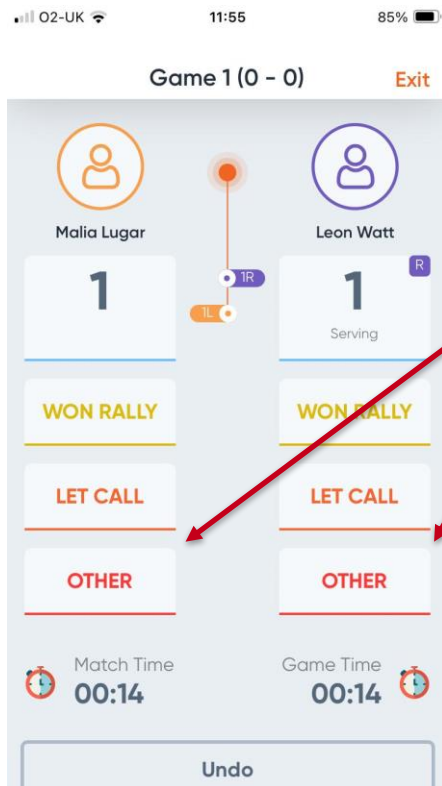 O2-UK 11:55 85%
Game 1 (0 - 0) Exit
Malia Lugar Leon Watt
1 1R 1 R
1L
Serving
WON RALLY WON RALLY
LET CALL LET CALL
OTHER OTHER
Match Time Game Time
00:14 00:14
Undo